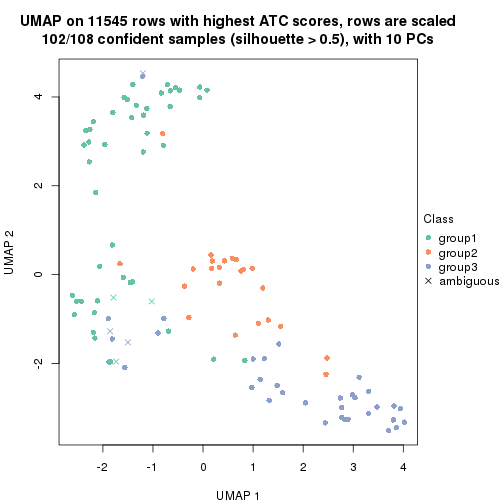 UMAP on 11545 rows with highest ATC scores, rows are scaled
102/108 confident samples (silhouette > 0.5), with 10 PCs
4
2
0
-2
UMAP 2
-2
-1
0
1
2
3
4
UMAP 1
Class
group1
group2
group3
ambiguous